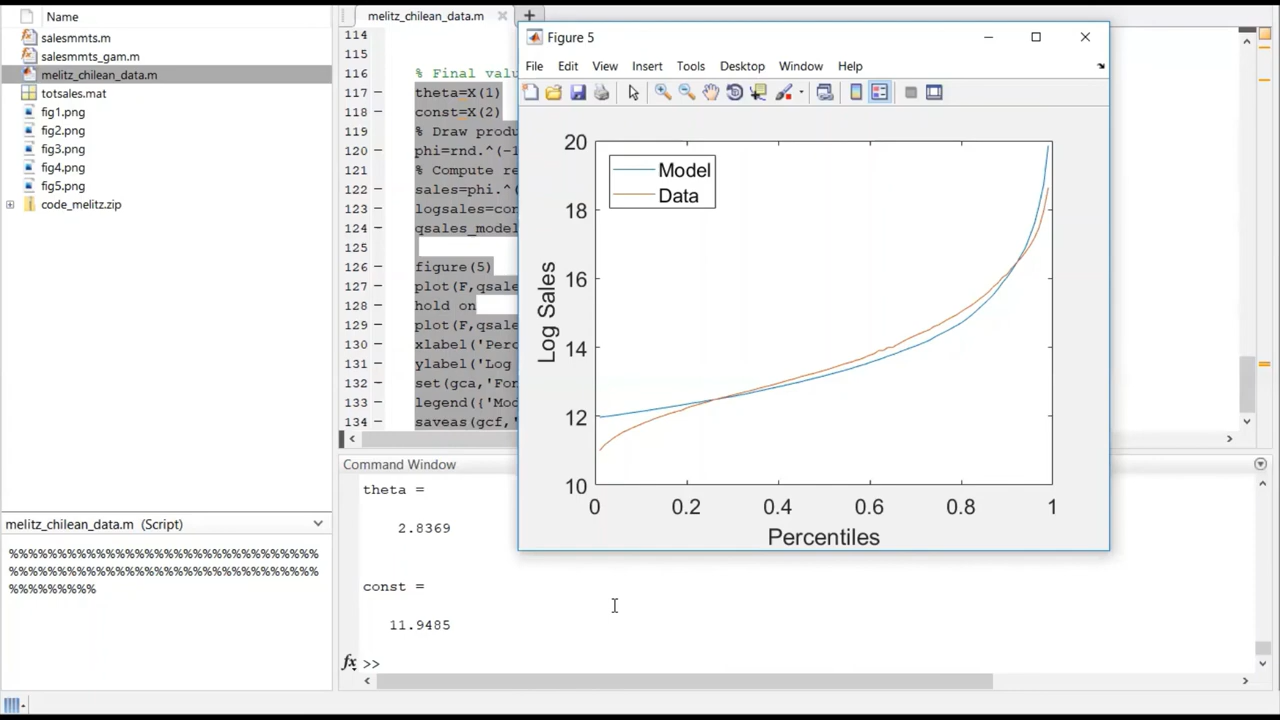 Name
salesmmts.m
salesmmts_gam.m
melitz_chilean_data.m
totsales.mat
fig1.png
fig2.png
fig3.png
fig4.png
fig5.png
code_melitz.zip
melitz_chilean_data.m (Script)
%%%%%%%%%%%%%%%%%%%%%%%%%%%%%%%%
%%%%%%%%%%%%%%%%%%%%%%%%%%%%%%%%
%%%%%%%%%
melitz_chilean_data.m
114
115
116 % Final valu
117 theta=X(1)
118 const=X(2)
119 % Draw produ
120 phi=rnd.^(-1
121 % Compute re
122 sales=phi.^(
123 logsales=con
124 qsales_model
125
126 figure(5)
127 plot(F,qsale
128 hold on
129 plot(F,qsale
130 xlabel('Perc
131 ylabel('Log
132 set(gca,'Fon
133 legend({'Mod
134 saveas(gcf,'
Figure 5
File Edit View Insert Tools Desktop Window Help
20
18
16
14
12
10
Log Sales
Model
Data
0 0.2 0.4 0.6 0.8 1
Percentiles
Command Window
theta =
2.8369
const =
11.9485
fx >>